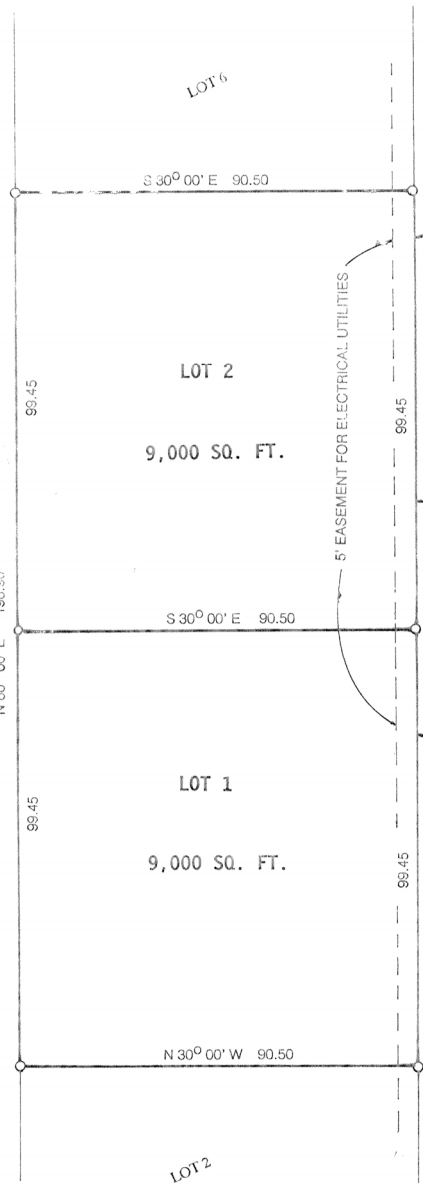 LOT 6
S 30° 00' E 90.50
LOT 2
9,000 SQ. FT.
99.45
99.45
5' EASEMENT FOR ELECTRICAL UTILITIES
S 30° 00' E 90.50
LOT 1
9,000 SQ. FT.
99.45
99.45
N 30° 00' W 90.50
LOT 2